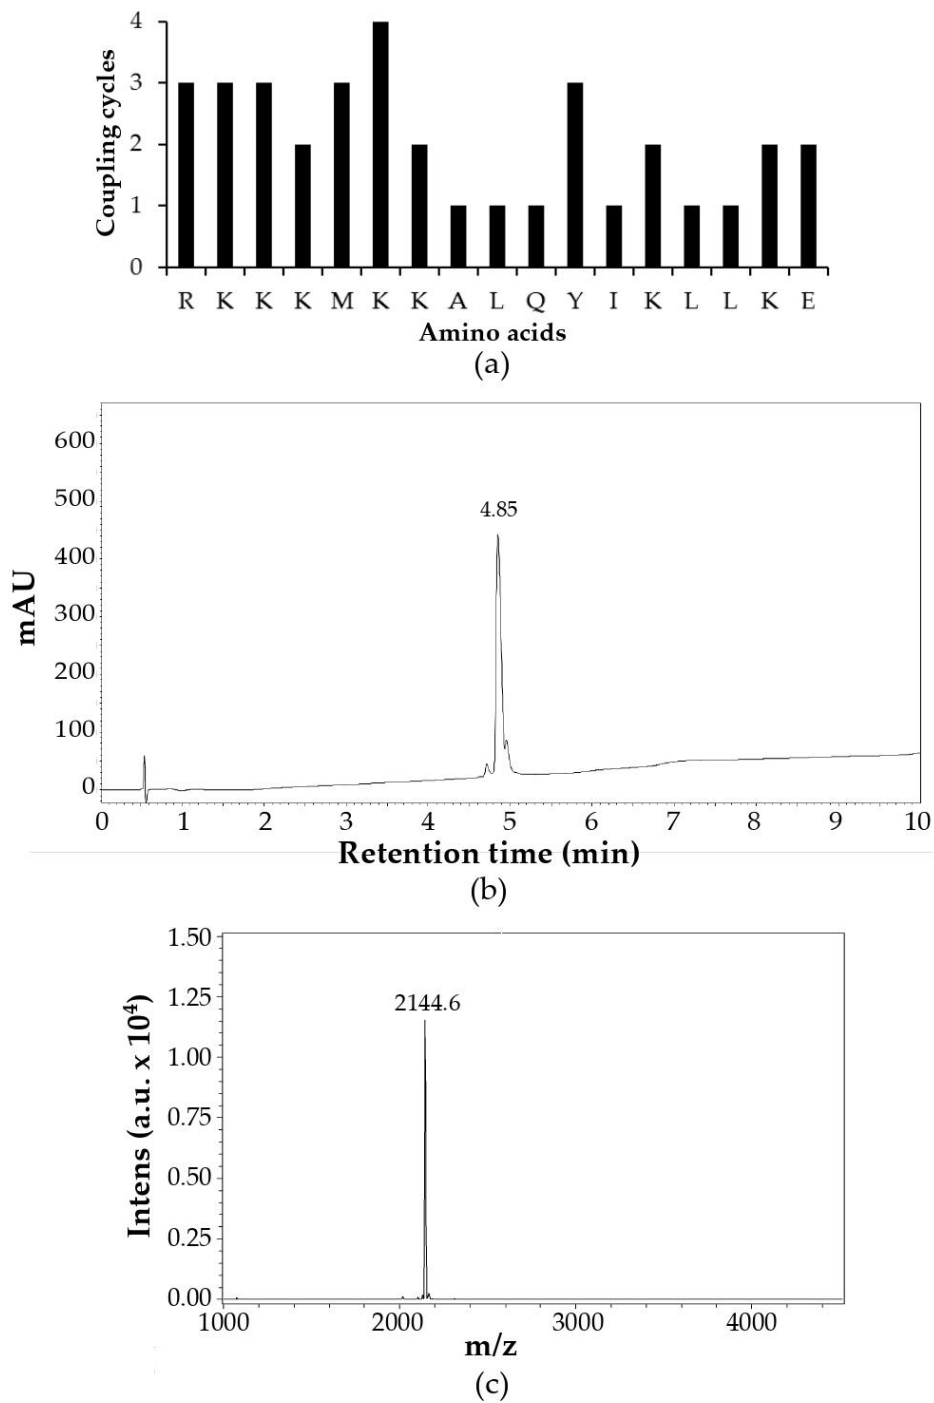 4
3
2
1
0
Coupling cycles
R K K K M K K A L Q Y I K L L K E
Amino acids
(a)
600
500
400
300
200
100
0
mAU
4.85
0 1 2 3 4 5 6 7 8 9 10
Retention time (min)
(b)
1.50
1.25
1.00
0.75
0.50
0.25
0.00
Intens (a.u. x 10⁴)
2144.6
1000 2000 3000 4000
m/z
(c)